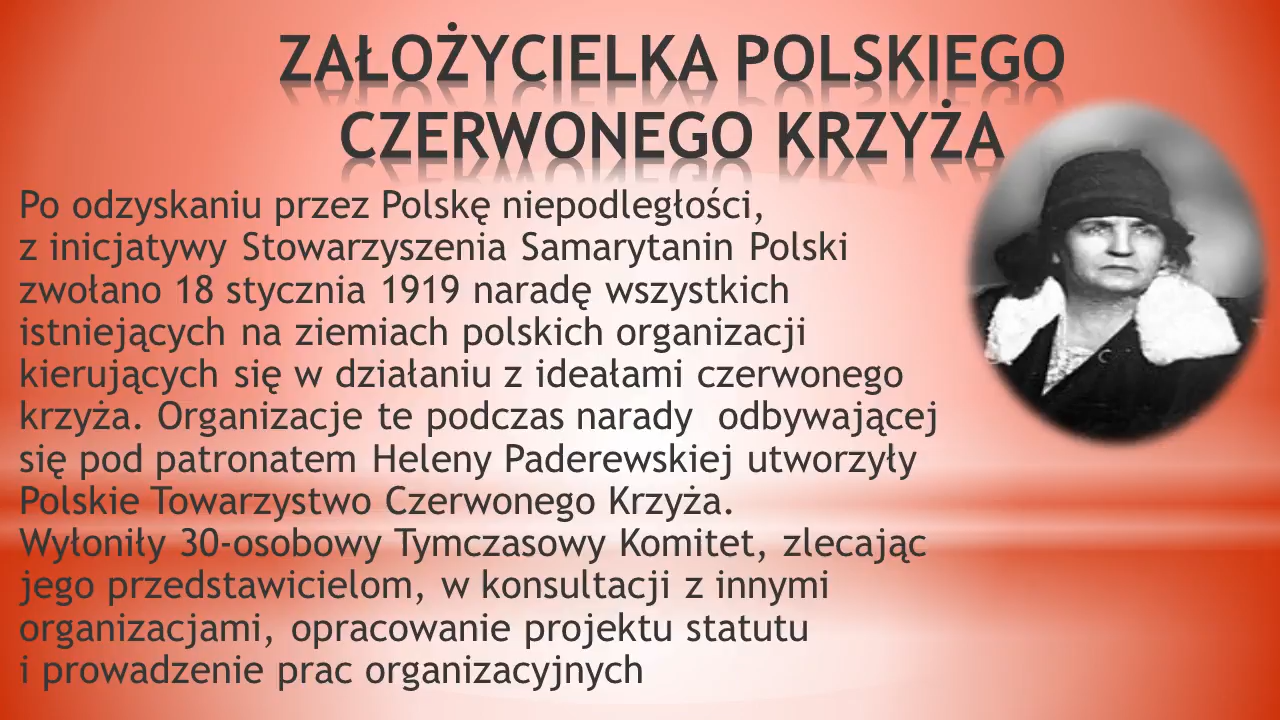 ZAŁOŻYCIELKA POLSKIEGO
CZERWONEGO KRZYŻA
Po odzyskaniu przez Polskę niepodległości,
z inicjatywy Stowarzyszenia Samarytanin Polski
zwołano 18 stycznia 1919 naradę wszystkich
istniejących na ziemiach polskich organizacji
kierujących się w działaniu z ideałami czerwonego
krzyża. Organizacje te podczas narady odbywającej
się pod patronatem Heleny Paderewskiej utworzyły
Polskie Towarzystwo Czerwonego Krzyża.
Wyłoniły 30-osobowy Tymczasowy Komitet, zlecając
jego przedstawicielom, w konsultacji z innymi
organizacjami, opracowanie projektu statutu
i prowadzenie prac organizacyjnych